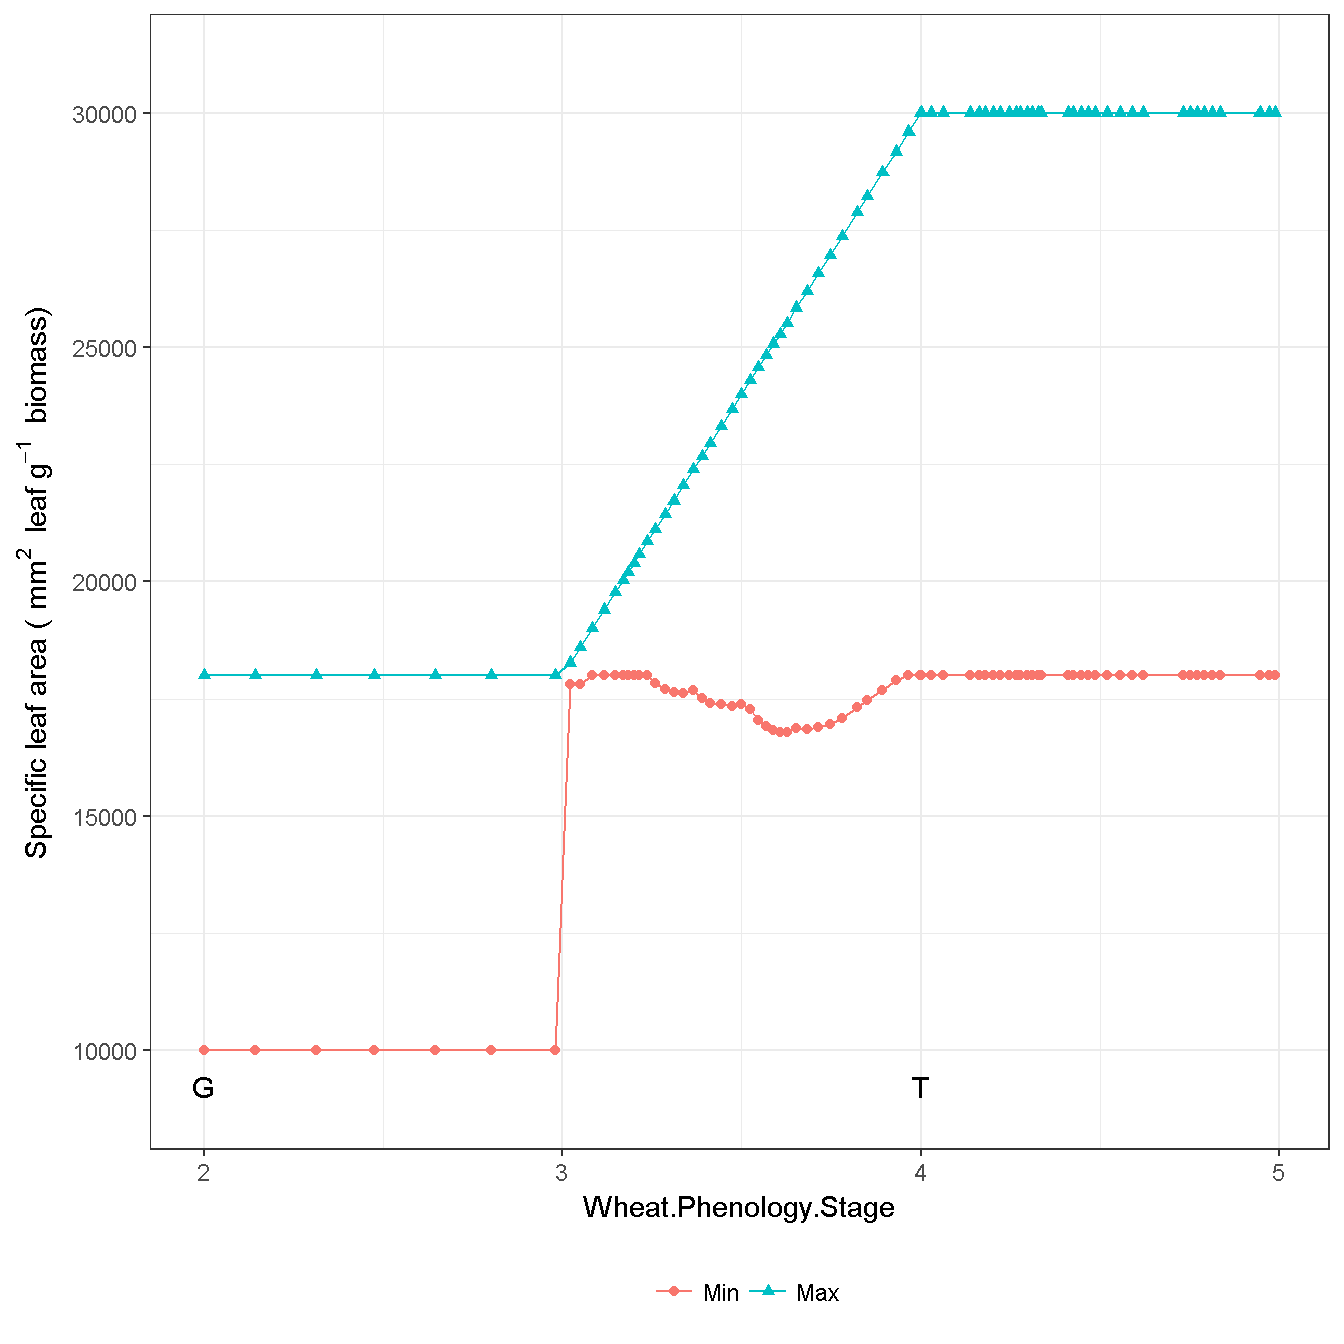 30000
25000
20000
15000
10000
Specific leaf area ( mm² leaf g⁻¹ biomass)
G
T
2 3 4 5
Wheat.Phenology.Stage
Min Max